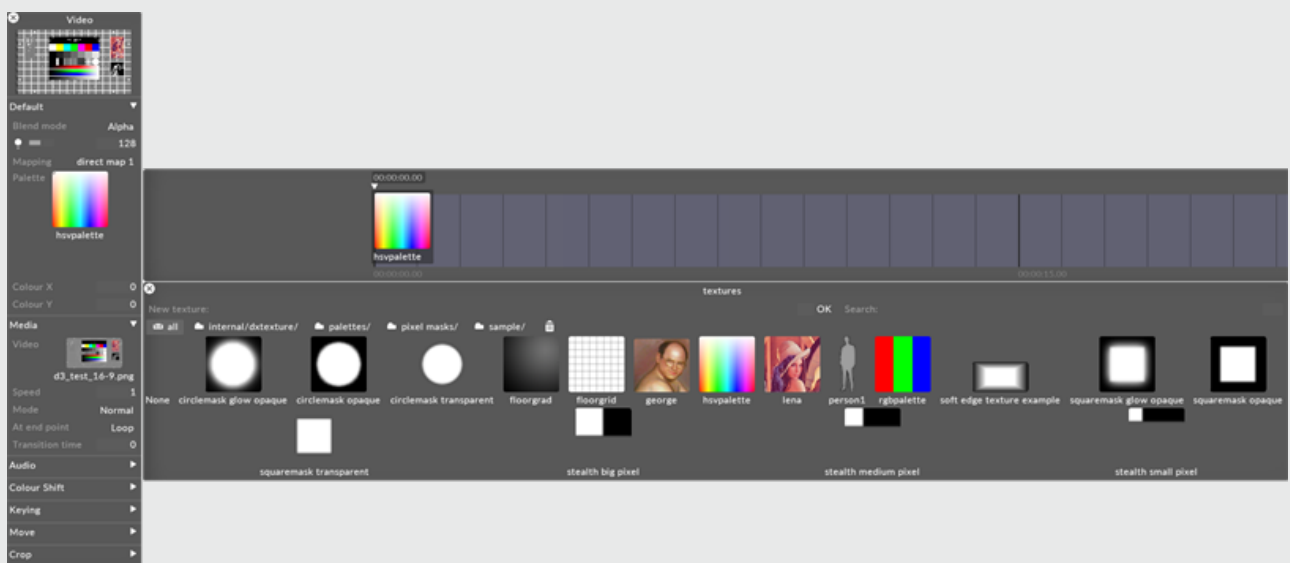 Video
Default
Blend mode Alpha
128
Mapping direct map 1
Palette
hsvpalette
Colour X 0
Colour Y 0
Media
Video
d3_test_16-9.png
Speed 1
Mode Normal
At end point Loop
Transition time 0
Audio
Colour Shift
Keying
Move
Crop
00:00:00.00
hsvpalette
00:00:00.00 00:00:15.00
textures
New texture: OK Search:
all internal/dxtexture/ palettes/ pixel masks/ sample/
None circlemask glow opaque circlemask opaque circlemask transparent floorgrad floorgrid george hsvpalette lena person1 rgbpalette soft edge texture example squaremask glow opaque squaremask opaque
squaremask transparent stealth big pixel stealth medium pixel stealth small pixel